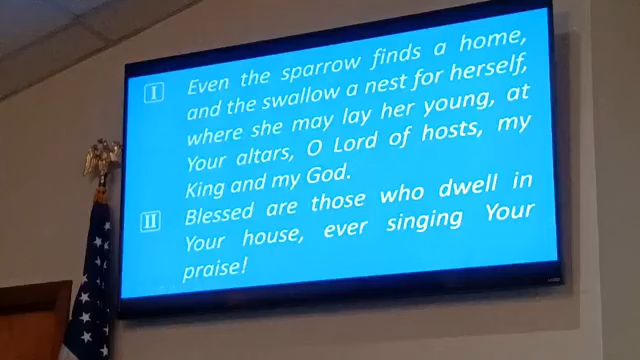 I Even the sparrow finds a home,
and the swallow a nest for herself,
where she may lay her young, at
Your altars, O Lord of hosts, my
King and my God.
II Blessed are those who dwell in
Your house, ever singing Your
praise!